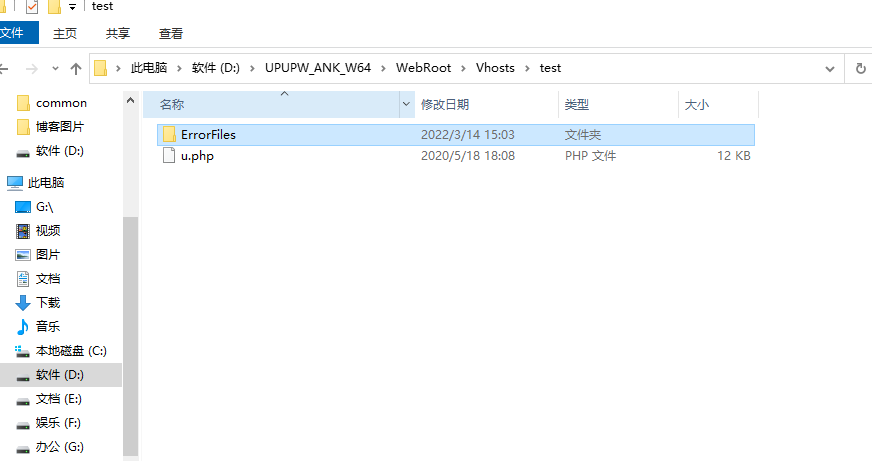 test
文件 主页 共享 查看
此电脑 软件 (D:) UPUPW_ANK_W64 WebRoot Vhosts test
名称 修改日期 类型 大小
ErrorFiles 2022/3/14 15:03 文件夹
u.php 2020/5/18 18:08 PHP 文件 12 KB
common
博客图片
软件 (D:)
此电脑
G:\
视频
图片
文档
下载
音乐
本地磁盘 (C:)
软件 (D:)
文档 (E:)
娱乐 (F:)
办公 (G:)